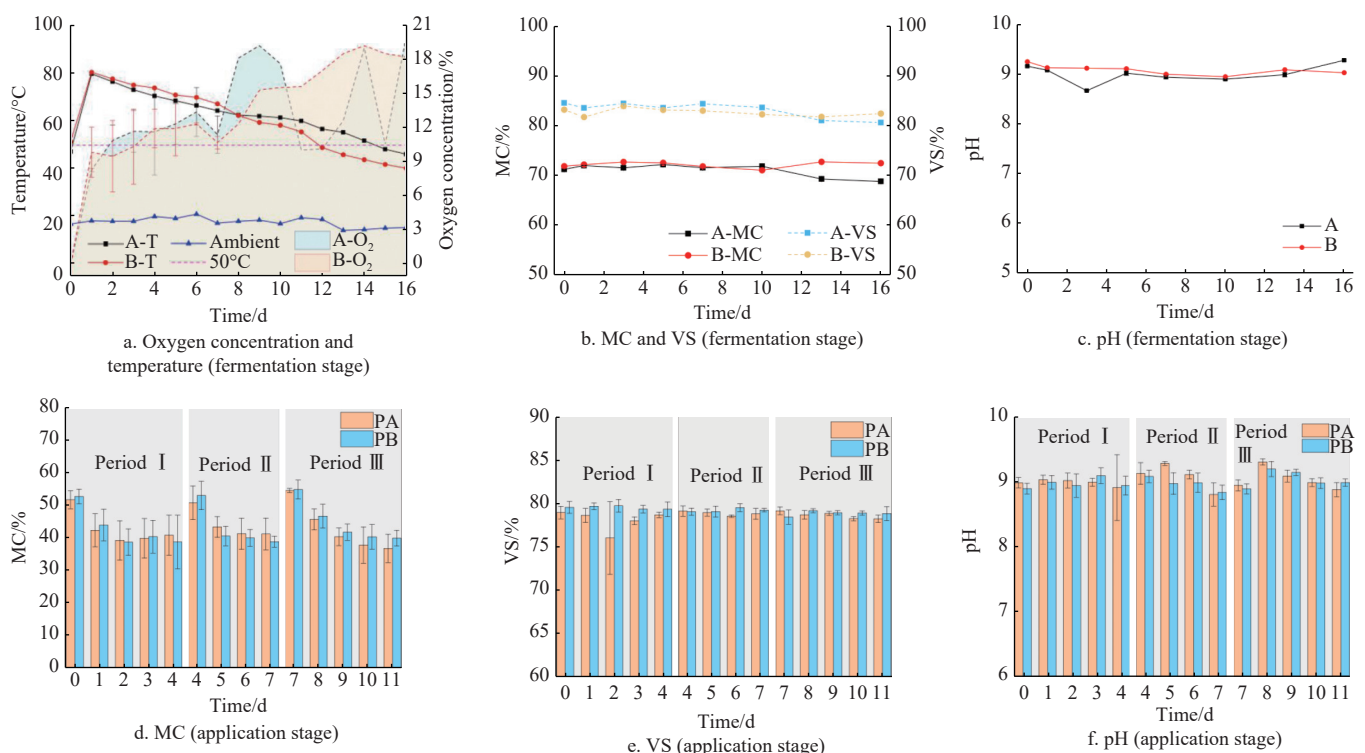 100
80
60
40
20
0
Temperature/°C
21
18
15
12
9
6
3
0
Oxygen concentration/%
A-T
Ambient
A-O₂
B-T
50°C
B-O₂
0 2 4 6 8 10 12 14 16
Time/d
a. Oxygen concentration and
temperature (fermentation stage)
100
90
80
70
60
50
MC/%
100
90
80
70
60
50
VS/%
A-MC
A-VS
B-MC
B-VS
0 2 4 6 8 10 12 14 16
Time/d
b. MC and VS (fermentation stage)
10
9
8
7
6
5
pH
A
B
0 2 4 6 8 10 12 14 16
Time/d
c. pH (fermentation stage)
80
70
60
50
40
30
20
10
0
MC/%
PA
PB
Period Ⅰ
Period Ⅱ
Period Ⅲ
0 1 2 3 4 4 5 6 7 7 8 9 10 11
Time/d
d. MC (application stage)
90
85
80
75
70
65
60
VS/%
PA
PB
Period Ⅰ
Period Ⅱ
Period Ⅲ
0 1 2 3 4 4 5 6 7 7 8 9 10 11
Time/d
e. VS (application stage)
10
9
8
7
6
pH
PA
PB
Period Ⅰ
Period Ⅱ
Period
Ⅲ
0 1 2 3 4 4 5 6 7 7 8 9 10 11
Time/d
f. pH (application stage)